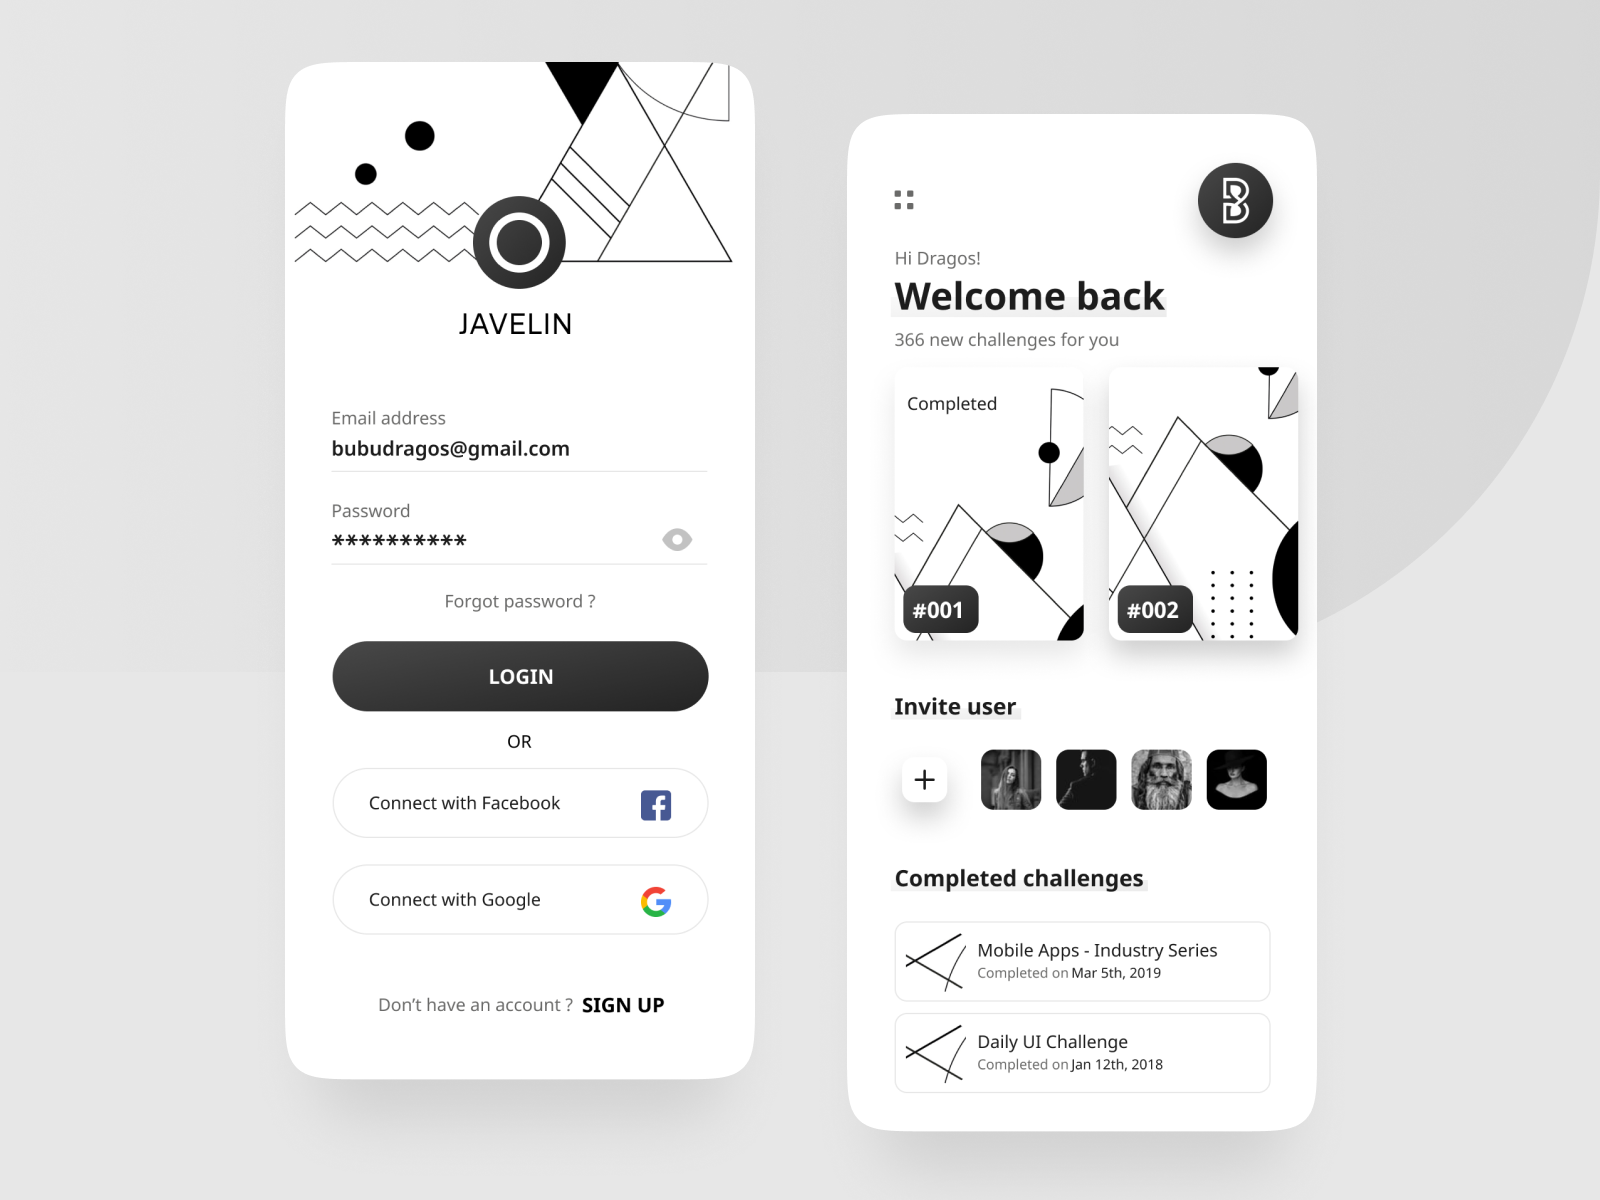 JAVELIN
Email address
bubudragos@gmail.com
Password
**********
Forgot password ?
LOGIN
OR
Connect with Facebook
Connect with Google
Don’t have an account ? SIGN UP
B
Hi Dragos!
Welcome back
366 new challenges for you
Completed
#001
#002
Invite user
Completed challenges
Mobile Apps - Industry Series
Completed on Mar 5th, 2019
Daily UI Challenge
Completed on Jan 12th, 2018